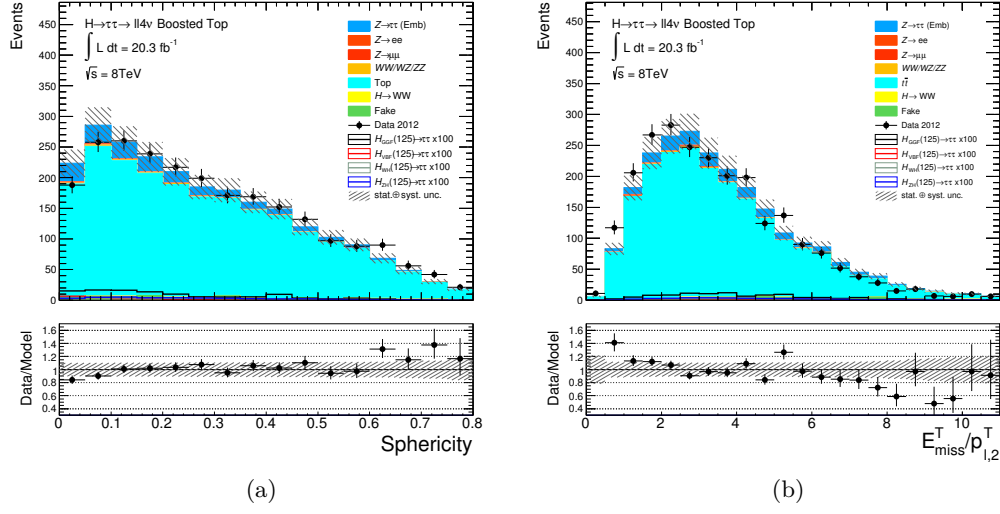 Events
H→ττ→ ll4ν Boosted Top
∫ L dt = 20.3 fb⁻¹
√s = 8TeV
Z→ττ (Emb)
Z→ee
Z→μμ
WW/WZ/ZZ
Top
H→WW
Fake
Data 2012
H_GGF(125)→ττ x100
H_VBF(125)→ττ x100
H_WH(125)→ττ x100
H_ZH(125)→ττ x100
stat.⊕syst. unc.
450
400
350
300
250
200
150
100
50
0
Data/Model
1.6
1.4
1.2
1
0.8
0.6
0.4
0 0.1 0.2 0.3 0.4 0.5 0.6 0.7 0.8
Sphericity
(a)
Events
H→ττ→ ll4ν Boosted Top
∫ L dt = 20.3 fb⁻¹
√s = 8TeV
Z→ττ (Emb)
Z→ee
Z→μμ
WW/WZ/ZZ
tt̄
H→WW
Fake
Data 2012
H_GGF(125)→ττ x100
H_VBF(125)→ττ x100
H_WH(125)→ττ x100
H_ZH(125)→ττ x100
stat.⊕syst. unc.
450
400
350
300
250
200
150
100
50
0
Data/Model
1.6
1.4
1.2
1
0.8
0.6
0.4
0 2 4 6 8 10
E^T_miss/p^T_l,2
(b)